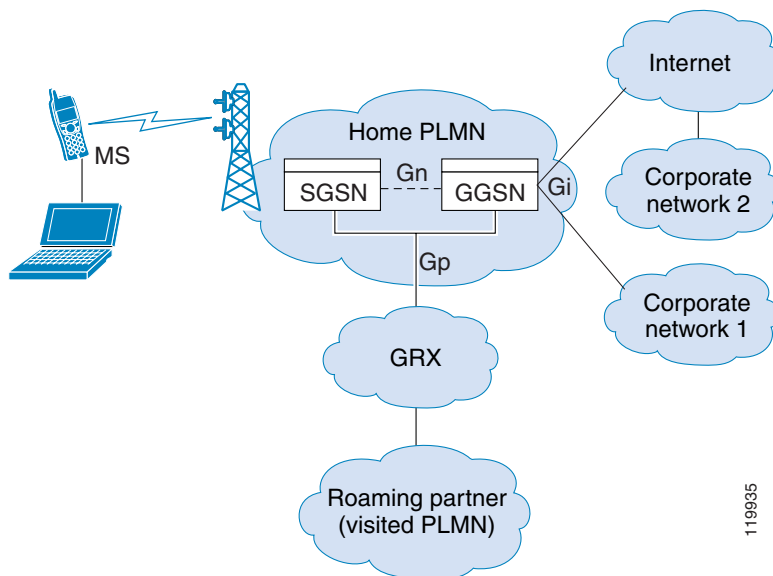 Internet
Home PLMN
MS
SGSN
Gn
GGSN
Gi
Corporate
network 2
Gp
Corporate
network 1
GRX
Roaming partner
(visited PLMN)
119935